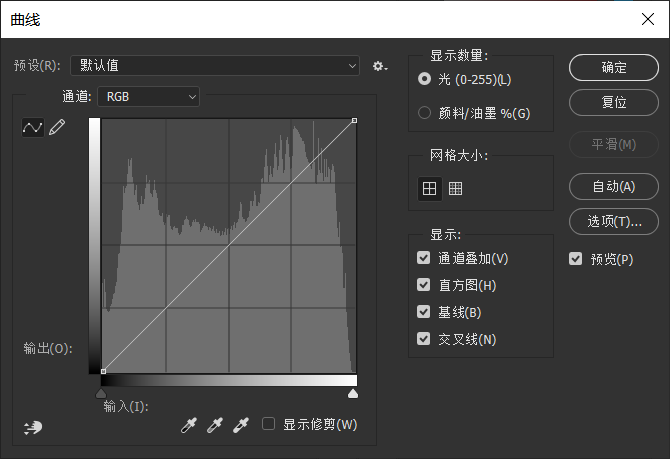 曲线
预设(R): 默认值
通道: RGB
输出(O):
输入(I):
显示修剪(W)
显示数量:
光 (0-255)(L)
颜料/油墨 %(G)
网格大小:
显示:
通道叠加(V)
直方图(H)
基线(B)
交叉线(N)
确定
复位
平滑(M)
自动(A)
选项(T)...
预览(P)